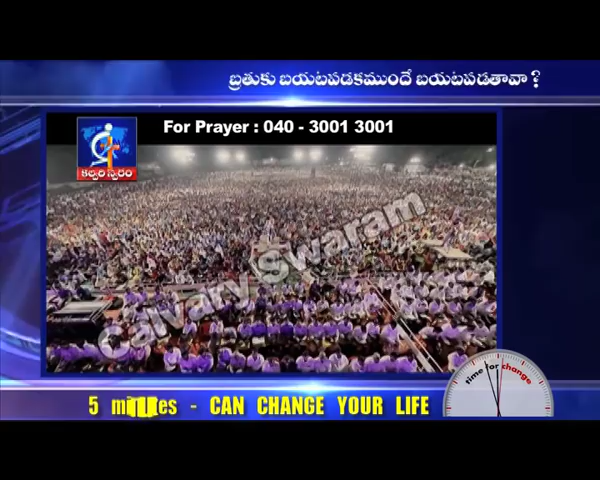 బ్రతుకు బయటపడకముందే బయటపడతావా?
For Prayer : 040 - 3001 3001
కల్వరి స్వరం
Calvary Swaram
time for change
5 minutes - CAN CHANGE YOUR LIFE